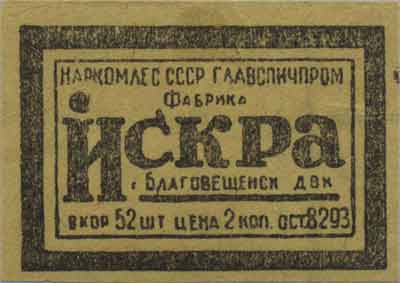 НАРКОМЛЕС СССР ГЛАВСПИЧПРОМ
ФАБРИКА
ИСКРА
г. БЛАГОВЕЩЕНСК ДВК
В КОР 52 ШТ ЦЕНА 2 КОП. ОСТ.8293